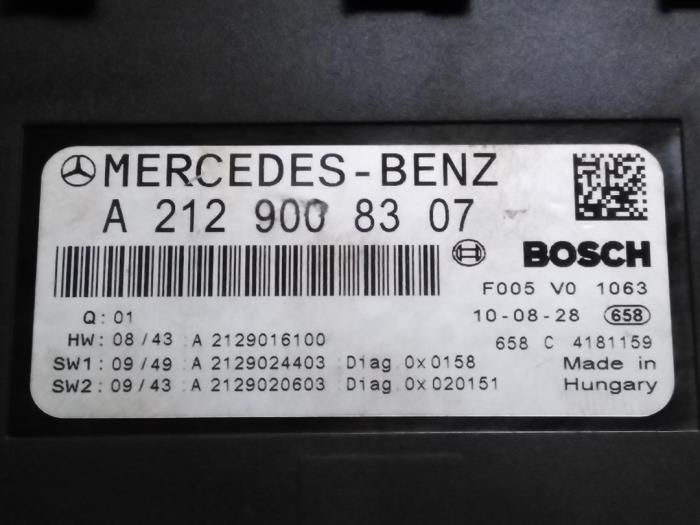 MERCEDES-BENZ
A 212 900 83 07
BOSCH
F005 V0 1063
Q: 01
10-08-28 658
HW: 08/43 A 2129016100
658 C 4181159
SW1: 09/49 A 2129024403 Diag 0x0158
Made in
SW2: 09/43 A 2129020603 Diag 0x020151
Hungary